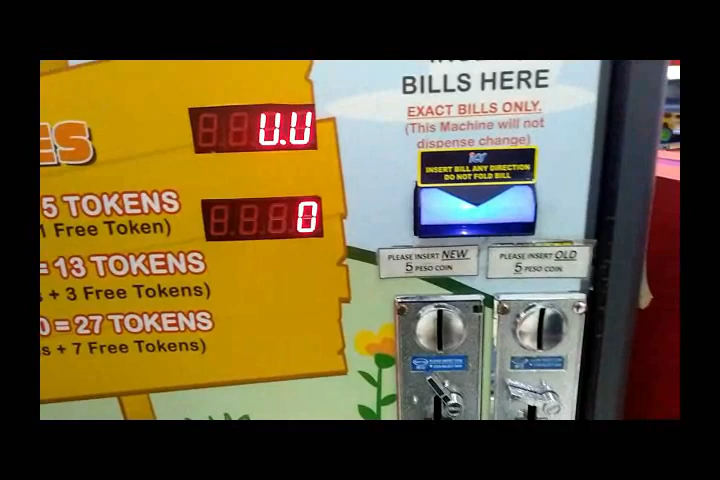 BILLS HERE
EXACT BILLS ONLY.
(This Machine will not
dispense change)
INSERT BILL ANY DIRECTION
DO NOT FOLD BILL
ES
5 TOKENS
1 Free Token)
= 13 TOKENS
s + 3 Free Tokens)
0 = 27 TOKENS
s + 7 Free Tokens)
0
PLEASE INSERT NEW
5 PESO COIN
PLEASE INSERT OLD
5 PESO COIN